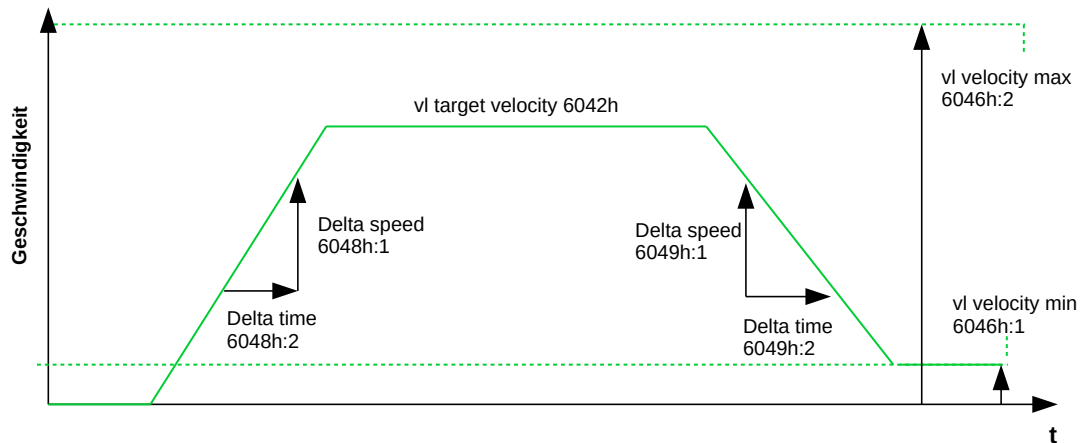 Geschwindigkeit
vl velocity max
6046h:2
vl target velocity 6042h
Delta speed
6048h:1
Delta speed
6049h:1
Delta time
6048h:2
Delta time
6049h:2
vl velocity min
6046h:1
t